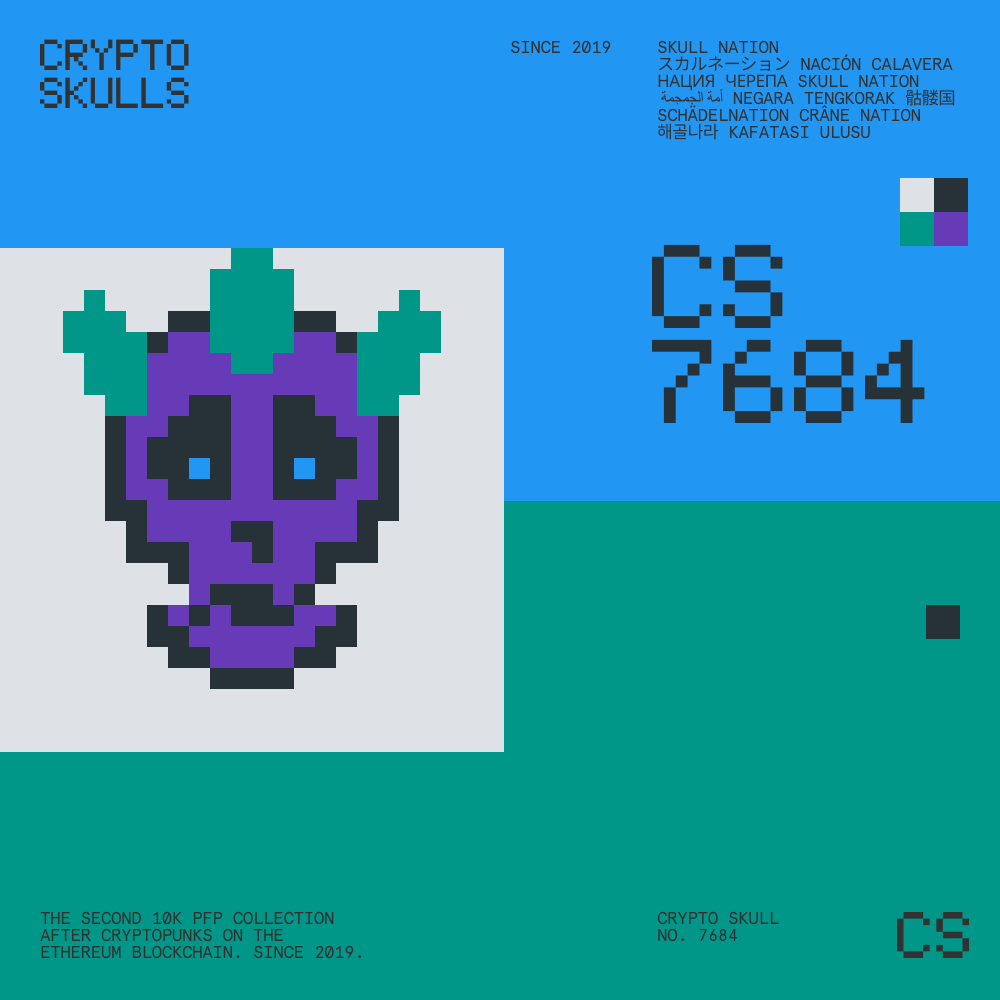 CRYPTO
SKULLS
SINCE 2019
SKULL NATION
スカルネーション NACIÓN CALAVERA
НАЦИЯ ЧЕРЕПА SKULL NATION
أمة الجمجمة NEGARA TENGKORAK 骷髅国
SCHÄDELNATION CRÂNE NATION
해골나라 KAFATASI ULUSU
CS
7684
THE SECOND 10K PFP COLLECTION
AFTER CRYPTOPUNKS ON THE
ETHEREUM BLOCKCHAIN. SINCE 2019.
CRYPTO SKULL
NO. 7684
CS